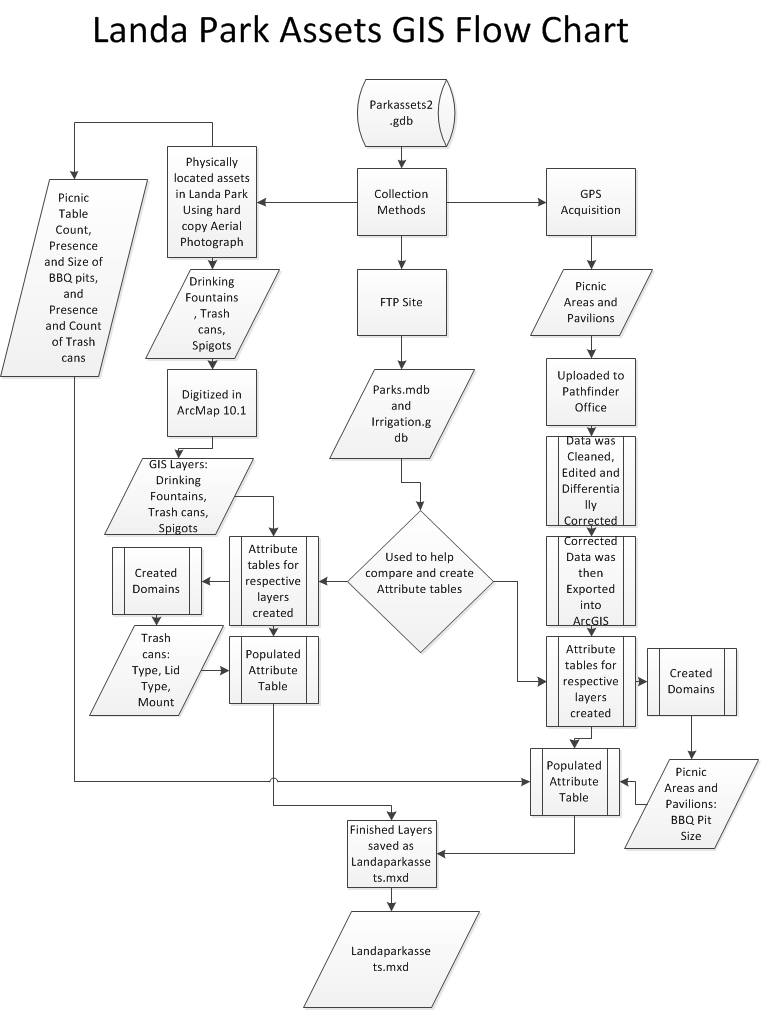 Landa Park Assets GIS Flow Chart
Parkassets2
.gdb
Physically
located assets
in Landa Park
Using hard
copy Aerial
Photograph
Collection
Methods
GPS
Acquisition
Picnic
Table
Count,
Presence
and Size of
BBQ pits,
and
Presence
and Count
of Trash
cans
Drinking
Fountains
, Trash
cans,
Spigots
FTP Site
Picnic
Areas and
Pavilions
Digitized in
ArcMap 10.1
Parks.mdb
and
Irrigation.g
db
Uploaded to
Pathfinder
Office
GIS Layers:
Drinking
Fountains,
Trash cans,
Spigots
Data was
Cleaned,
Edited and
Differentia
lly
Corrected
Created
Domains
Attribute
tables for
respective
layers
created
Used to help
compare and create
Attribute tables
Corrected
Data was
then
Exported
into
ArcGIS
Trash
cans:
Type, Lid
Type,
Mount
Populated
Attribute
Table
Attribute
tables for
respective
layers
created
Created
Domains
Populated
Attribute
Table
Picnic
Areas and
Pavilions:
BBQ Pit
Size
Finished Layers
saved as
Landaparkasse
ts.mxd
Landaparkasse
ts.mxd